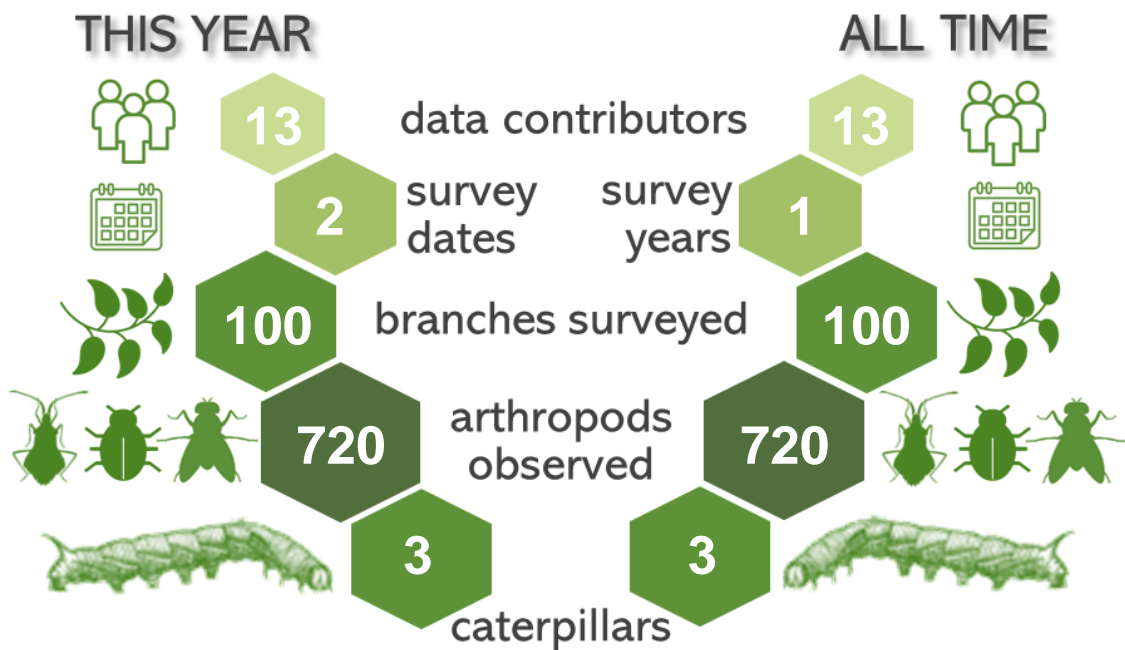 THIS YEAR ALL TIME
13 data contributors 13
2 survey dates survey years 1
100 branches surveyed 100
720 arthropods observed 720
3 3
caterpillars